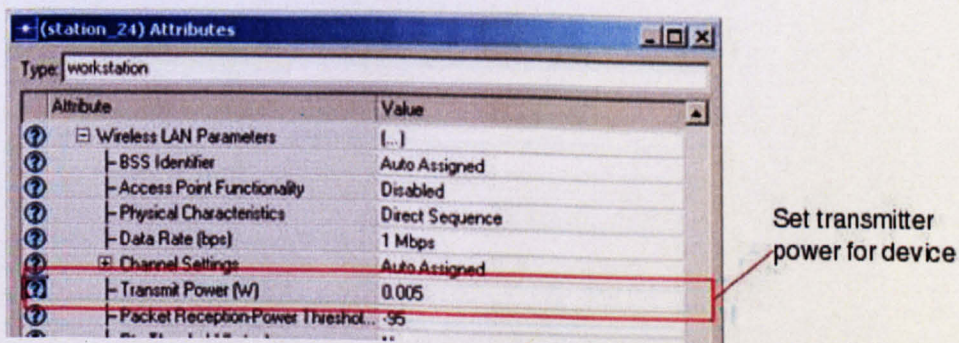 (station_24) Attributes
Type: workstation
Attribute Value
Wireless LAN Parameters (...)
BSS Identifier Auto Assigned
Access Point Functionality Disabled
Physical Characteristics Direct Sequence
Data Rate (bps) 1 Mbps
Channel Settings Auto Assigned
Transmit Power (W) 0.005
Packet Reception-Power Threshol... -95
Set transmitter
power for device